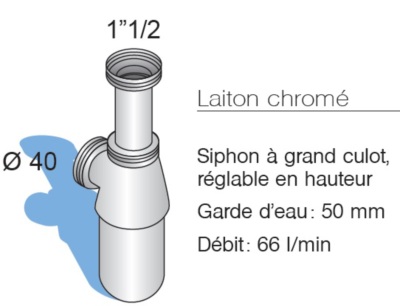 1"1/2
Laiton chromé
Ø 40
Siphon à grand culot,
réglable en hauteur
Garde d'eau : 50 mm
Débit : 66 l/min